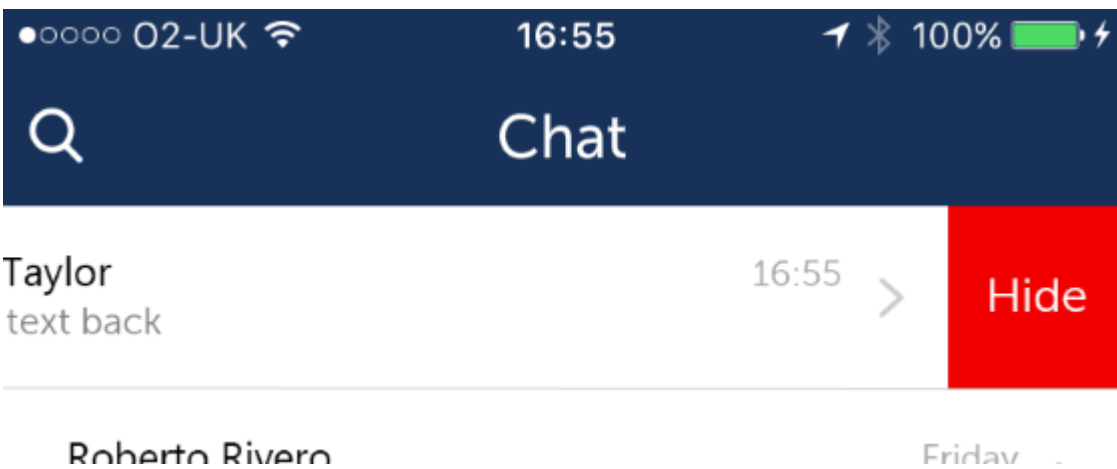 O2-UK 16:55 100%
Chat
Taylor 16:55
text back
Hide
Roberto Rivero Friday